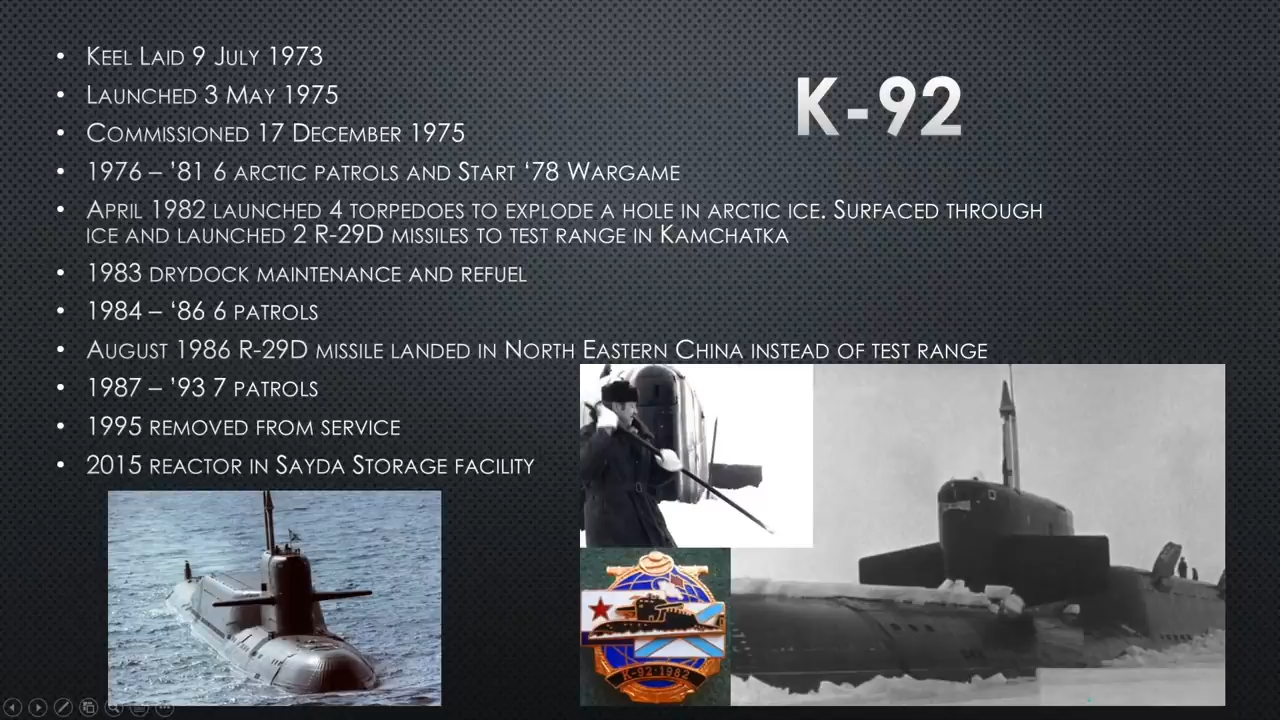 K-92
• Keel Laid 9 July 1973
• Launched 3 May 1975
• Commissioned 17 December 1975
• 1976 – ’81 6 arctic patrols and Start ‘78 Wargame
• April 1982 launched 4 torpedoes to explode a hole in arctic ice. Surfaced through
ice and launched 2 R-29D missiles to test range in Kamchatka
• 1983 drydock maintenance and refuel
• 1984 – ‘86 6 patrols
• August 1986 R-29D missile landed in North Eastern China instead of test range
• 1987 – ’93 7 patrols
• 1995 removed from service
• 2015 reactor in Sayda Storage facility
K-92·1982